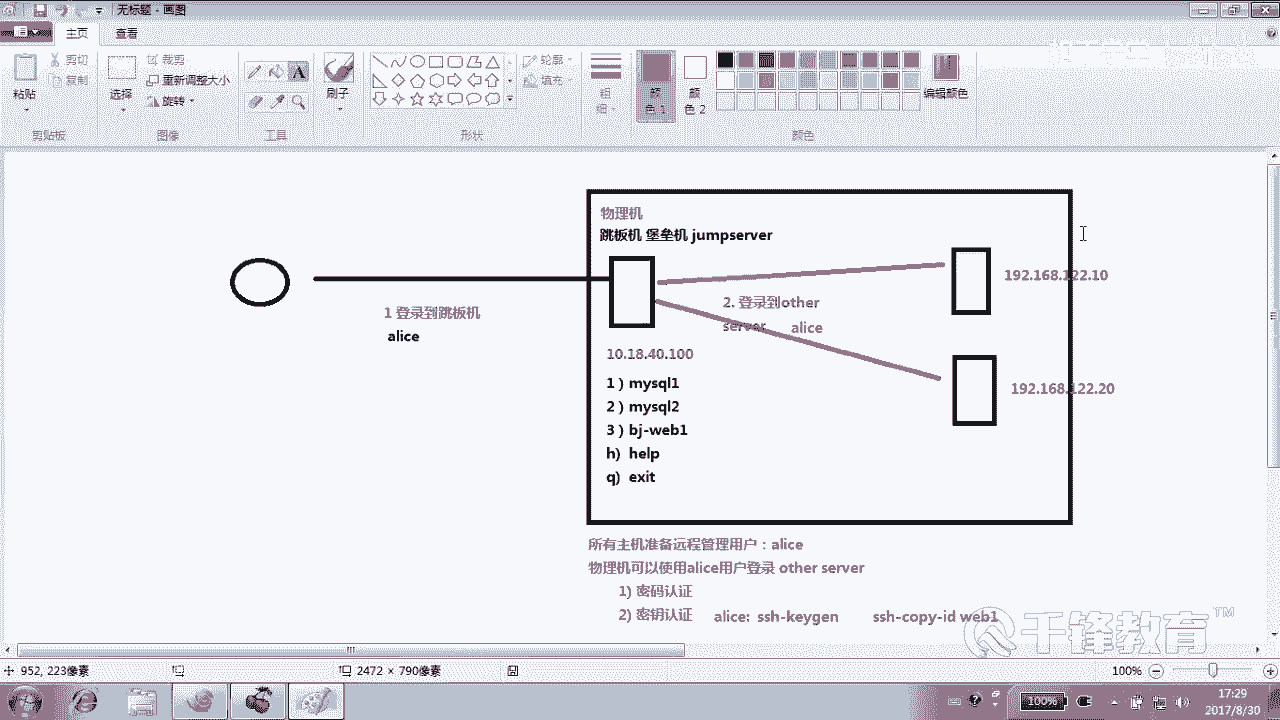 无标题 - 画图
主页
查看
粘贴
剪切
复制
剪贴板
选择
裁剪
重新调整大小
旋转
图像
工具
刷子
轮廓
填充
形状
粗
细
颜
色 1
颜
色 2
编辑颜色
颜色
物理机
跳板机 堡垒机 jumpserver
192.168.122.10
1 登录到跳板机
alice
2. 登录到other
server
alice
10.18.40.100
192.168.122.20
1 ) mysql1
2 ) mysql2
3 ) bj-web1
h) help
q) exit
所有主机准备远程管理用户：alice
物理机可以使用alice用户登录 other server
1) 密码认证
2) 密钥认证 alice: ssh-keygen ssh-copy-id web1
千锋教育 TM
952, 223像素
2472 × 790像素
100%
100%
17:29
2017/8/30